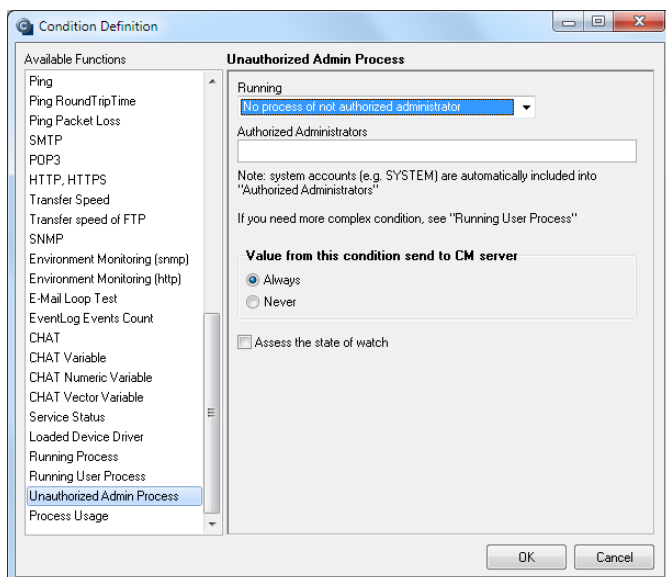 Condition Definition
Available Functions
Ping
Ping RoundTripTime
Ping Packet Loss
SMTP
POP3
HTTP, HTTPS
Transfer Speed
Transfer speed of FTP
SNMP
Environment Monitoring (snmp)
Environment Monitoring (http)
E-Mail Loop Test
EventLog Events Count
CHAT
CHAT Variable
CHAT Numeric Variable
CHAT Vector Variable
Service Status
Loaded Device Driver
Running Process
Running User Process
Unauthorized Admin Process
Process Usage
Unauthorized Admin Process
Running
No process of not authorized administrator
Authorized Administrators
Note: system accounts (e.g. SYSTEM) are automatically included into
"Authorized Administrators"
If you need more complex condition, see "Running User Process"
Value from this condition send to CM server
Always
Never
Assess the state of watch
OK
Cancel